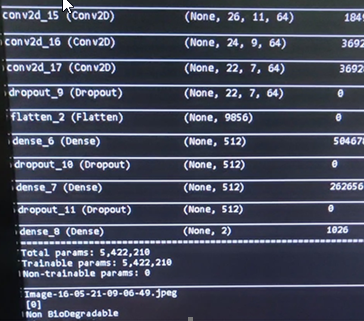 conv2d_15 (Conv2D) (None, 26, 11, 64) 184
conv2d_16 (Conv2D) (None, 24, 9, 64) 3692
conv2d_17 (Conv2D) (None, 22, 7, 64) 3692
dropout_9 (Dropout) (None, 22, 7, 64) 0
flatten_2 (Flatten) (None, 9856) 0
dense_6 (Dense) (None, 512) 50467
dropout_10 (Dropout) (None, 512) 0
dense_7 (Dense) (None, 512) 262656
dropout_11 (Dropout) (None, 512) 0
dense_8 (Dense) (None, 2) 1026
Total params: 5,422,210
Trainable params: 5,422,210
Non-trainable params: 0
Image-16-05-21-09-06-49.jpeg
[0]
Non BioDegradable